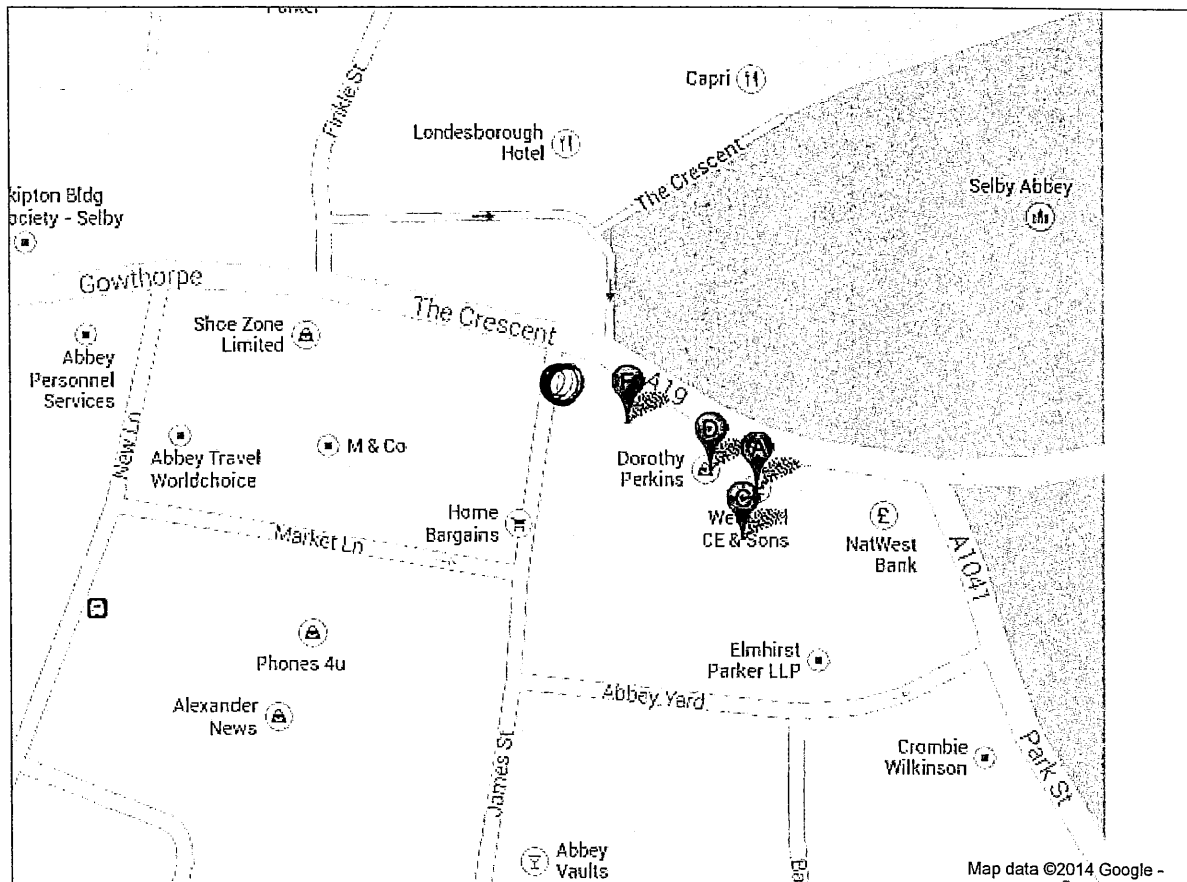 Finkle St
Capri
Londesborough
Hotel
The Crescent
Selby Abbey
kipton Bldg
ociety - Selby
Gowthorpe
The Crescent
Shoe Zone
Limited
Abbey
Personnel
Services
A19
F
D
A
C
New Ln
Abbey Travel
Worldchoice
M & Co
Dorothy
Perkins
Home
Bargains
CE & Sons
£
NatWest
Bank
A1041
Market Ln
Phones 4u
Elmhirst
Parker LLP
Abbey Yard
Alexander
News
James St
Crombie
Wilkinson
Park St
Abbey
Vaults
Map data ©2014 Google -